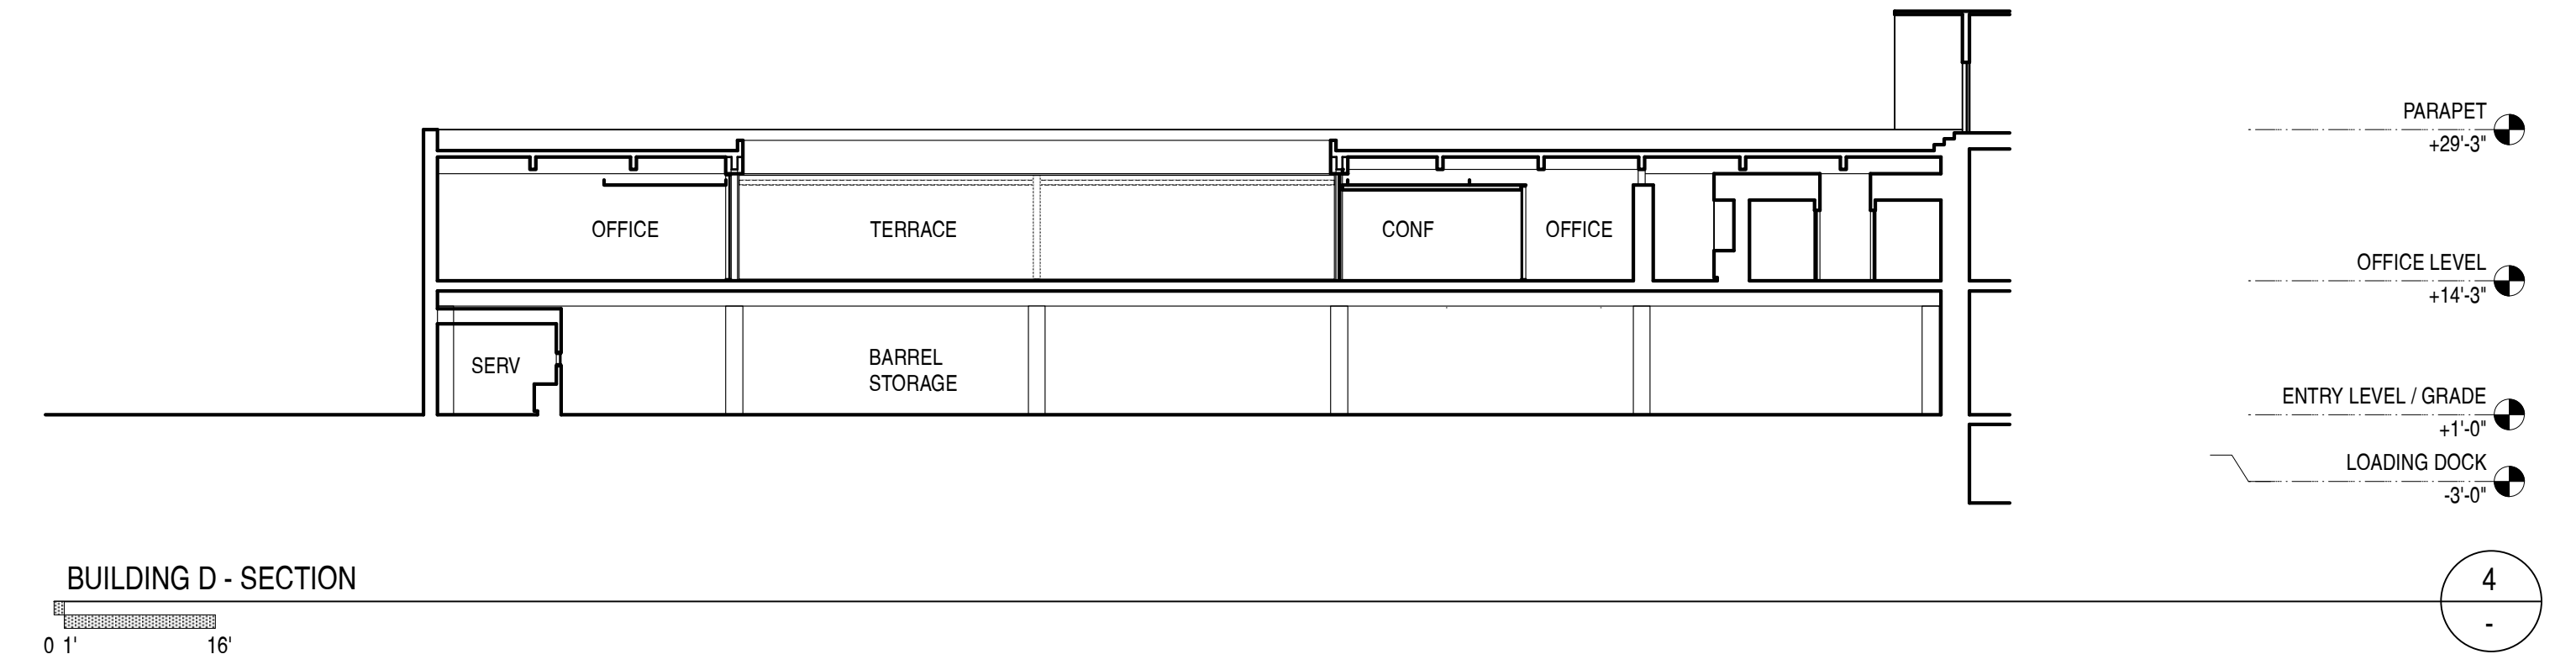 PARAPET
+29'-3"
OFFICE
TERRACE
CONF
OFFICE
OFFICE LEVEL
+14'-3"
SERV
BARREL
STORAGE
ENTRY LEVEL / GRADE
+1'-0"
LOADING DOCK
-3'-0"
BUILDING D - SECTION
4
-
0 1' 16'